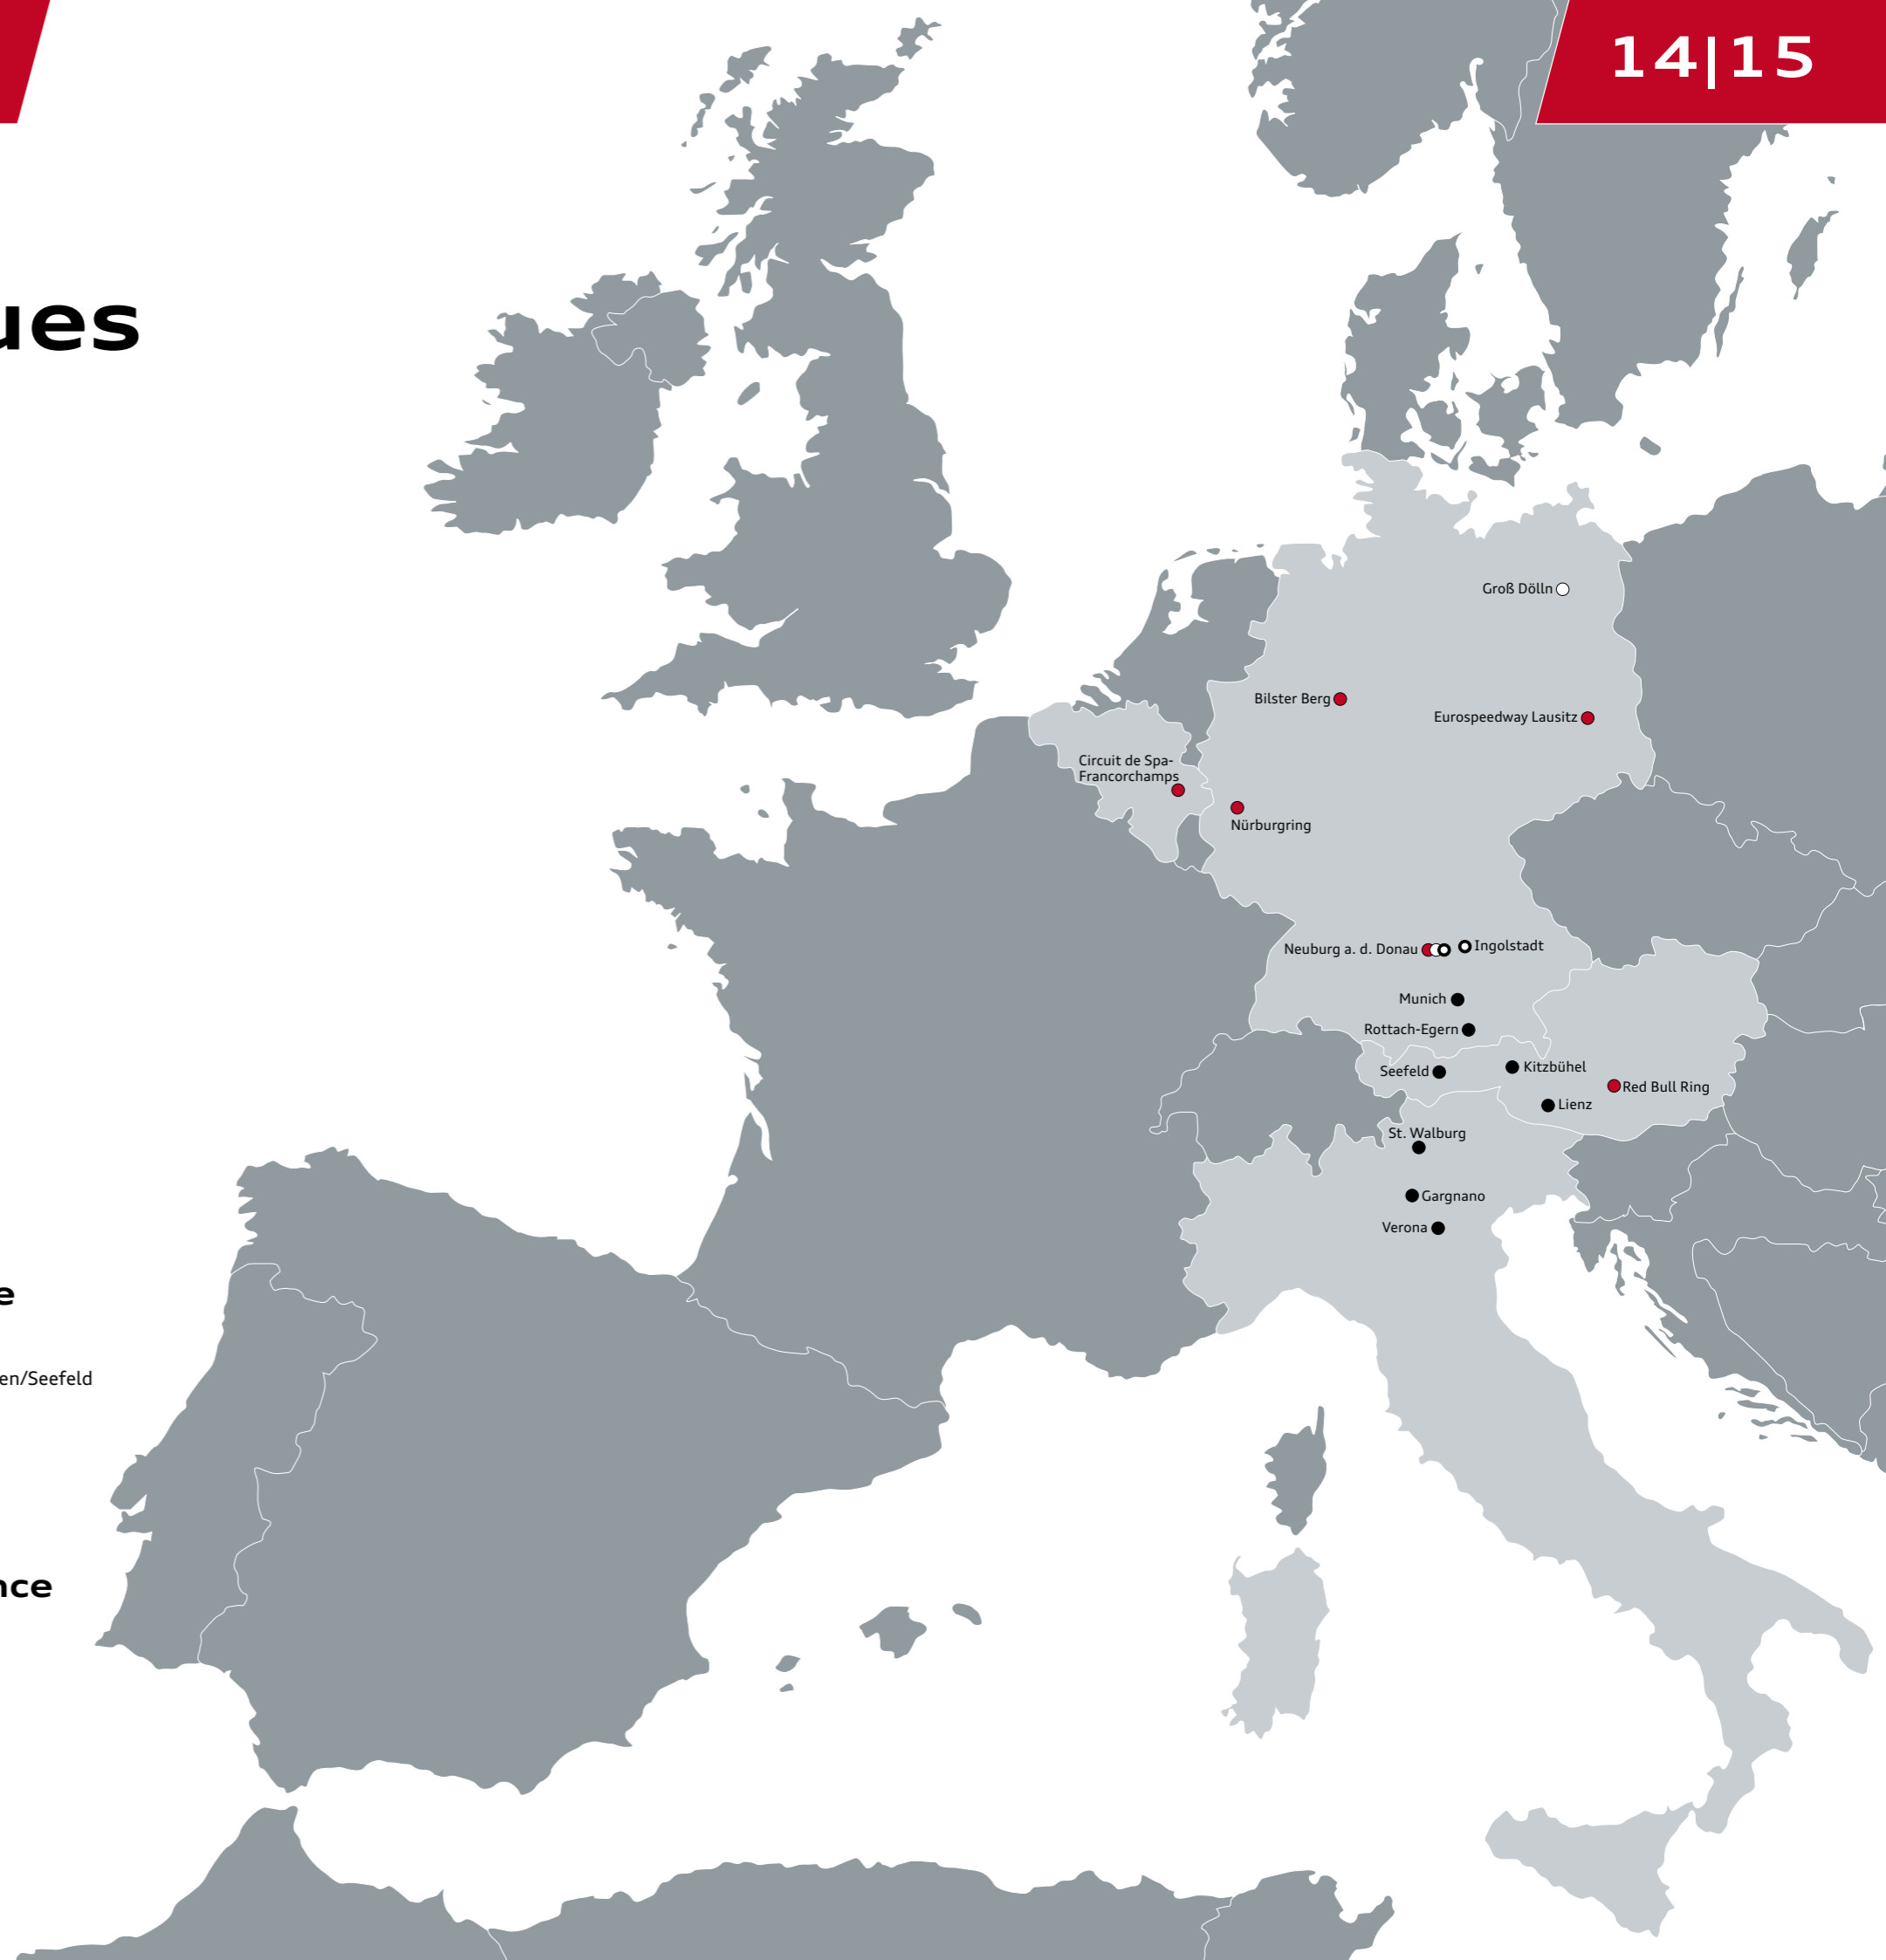 14|15
ues
Groß Dölln
Bilster Berg
Eurospeedway Lausitz
Circuit de Spa-
Francorchamps
Nürburgring
Neuburg a. d. Donau
Ingolstadt
Munich
Rottach-Egern
Seefeld
Kitzbühel
Red Bull Ring
Lienz
St. Walburg
Gargnano
Verona
e
en/Seefeld
nce